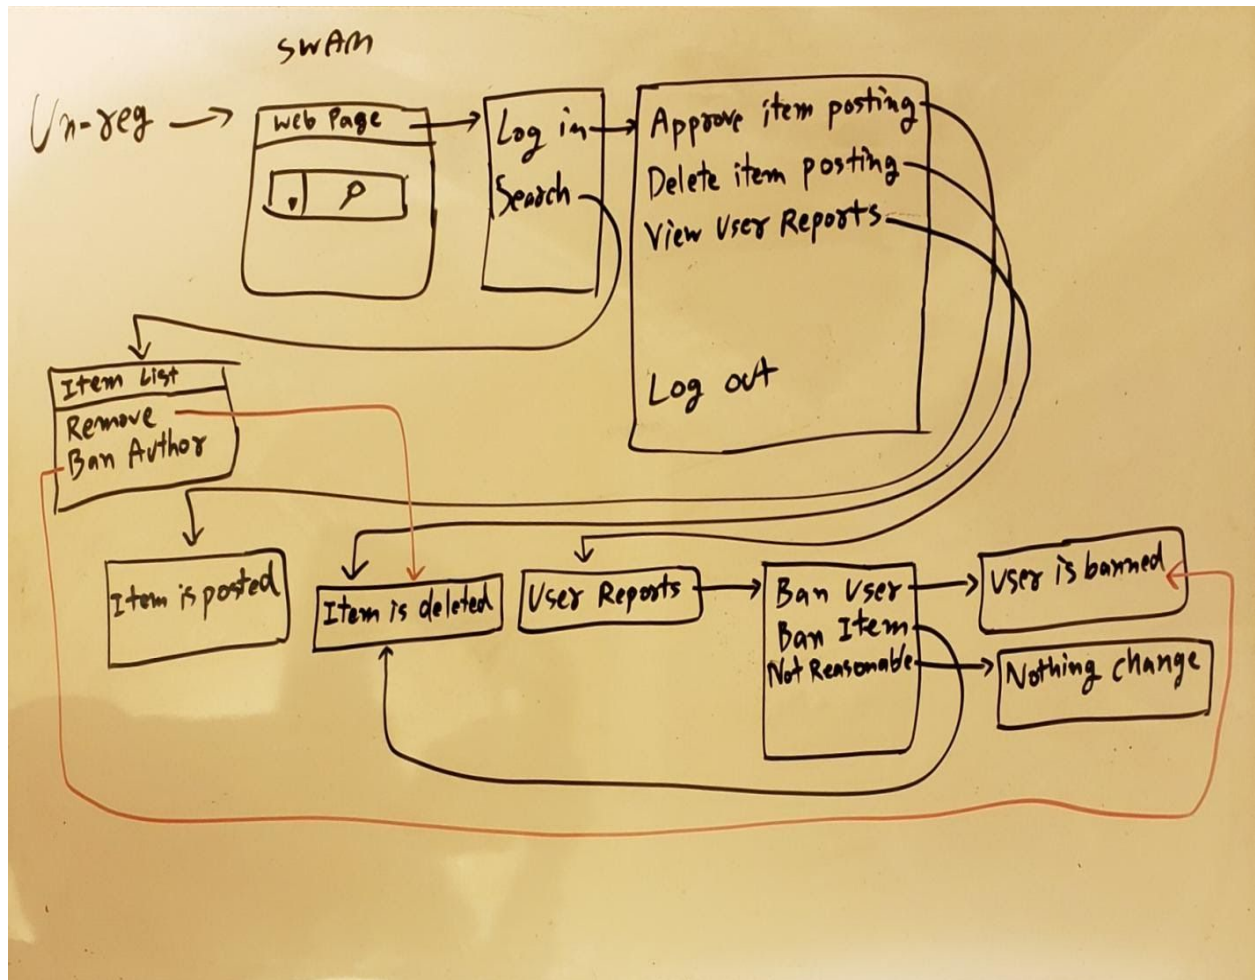 SWAM
Un-reg
Web Page
Log in
Search
Approve item posting
Delete item posting
View User Reports
Log out
Item List
Remove
Ban Author
Item is posted
Item is deleted
User Reports
Ban User
Ban Item
Not Reasonable
User is banned
Nothing change